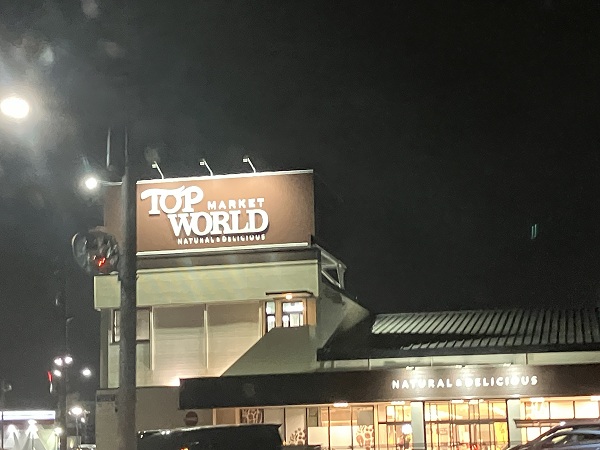 TOP MARKET
WORLD
NATURAL & DELICIOUS
NATURAL & DELICIOUS